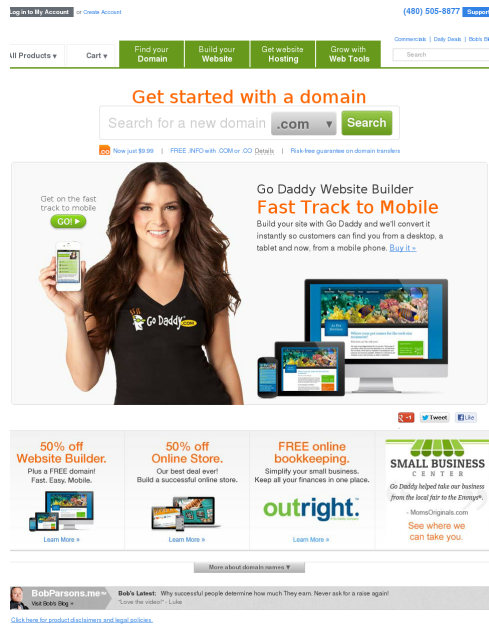 Log in to My Account or Create Account
(480) 505-8877 Support
Commercials | Daily Deals | Bob's
All Products ▾
Cart ▾
Find your Domain
Build your Website
Get website Hosting
Grow with Web Tools
Search
Get started with a domain
Search for a new domain .com ▾ Search
.CO Now just $9.99 | FREE .INFO with .COM or .CO. Details | Risk-free guarantee on domain transfers
Get on the fast
track to mobile
GO! ▶
Go Daddy.COM
Go Daddy Website Builder
Fast Track to Mobile
Build your site with Go Daddy and we'll convert it
instantly so customers can find you from a desktop, a
tablet and now, from a mobile phone. Buy it »
+1 Tweet Like
50% off
Website Builder.
Plus a FREE domain!
Fast. Easy. Mobile.
Learn More »
50% off
Online Store.
Our best deal ever!
Build a successful online store.
Learn More »
FREE online
bookkeeping.
Simplify your small business.
Keep all your finances in one place.
outright.
Learn More »
SMALL BUSINESS
CENTER
Go Daddy helped take our business
from the local fair to the Emmys®.
- MomsOriginals.com
See where we
can take you.
More about domain names ▾
BobParsons.me™
Visit Bob's Blog »
Bob's Latest: Why successful people determine how much They earn. Never ask for a raise again!
"Love the video!" - Luke
Click here for product disclaimers and legal policies.